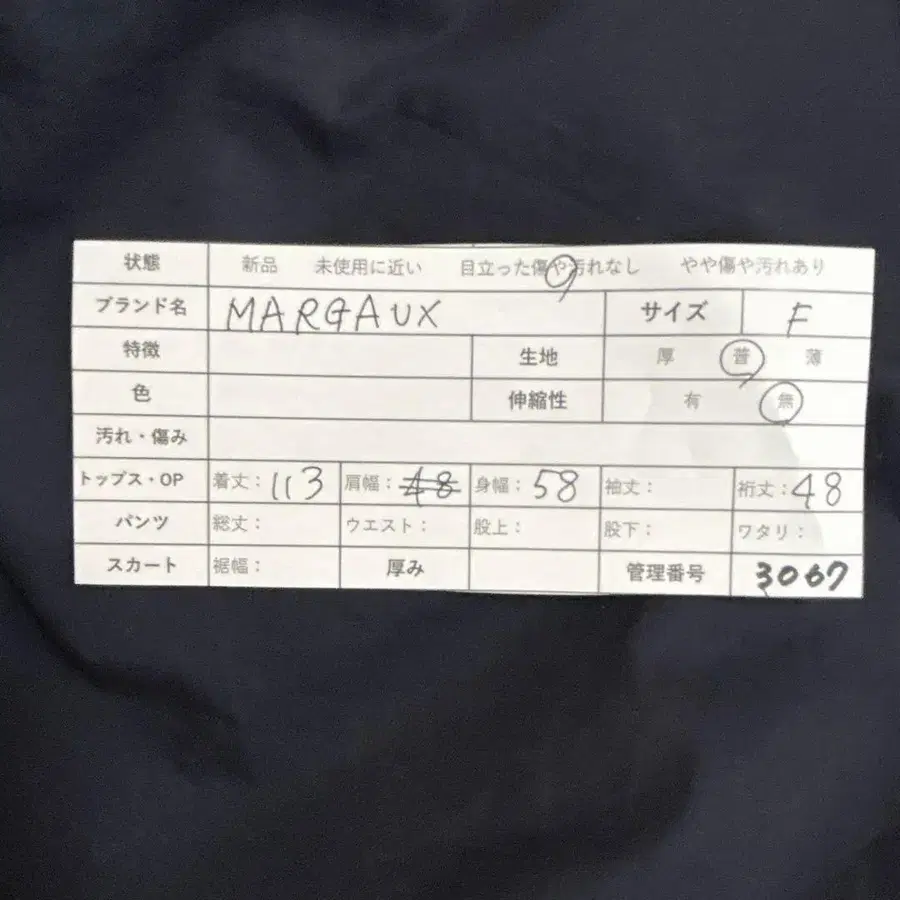 状態 新品 未使用に近い 目立った傷や汚れなし やや傷や汚れあり
ブランド名 MARGAUX サイズ F
特徴 生地 厚 普 薄
色 伸縮性 有 無
汚れ・傷み
トップス・OP 着丈：113 肩幅：48 身幅：58 袖丈： 裄丈：48
パンツ 総丈： ウエスト： 股上： 股下： ワタリ：
スカート 裾幅： 厚み 管理番号 3067